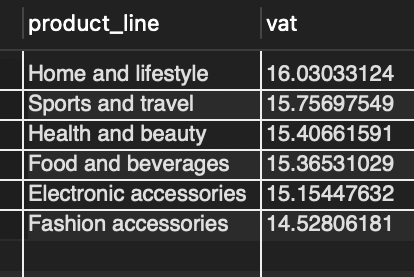 product_line vat
Home and lifestyle 16.03033124
Sports and travel 15.75697549
Health and beauty 15.40661591
Food and beverages 15.36531029
Electronic accessories 15.15447632
Fashion accessories 14.52806181